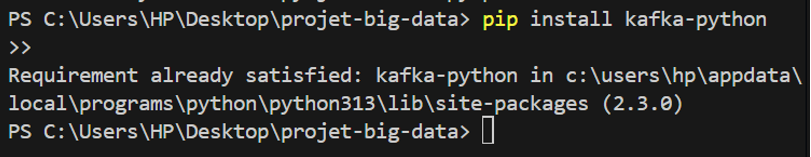 PS C:\Users\HP\Desktop\projet-big-data> pip install kafka-python
>>
Requirement already satisfied: kafka-python in c:\users\hp\appdata\
local\programs\python\python313\lib\site-packages (2.3.0)
PS C:\Users\HP\Desktop\projet-big-data>